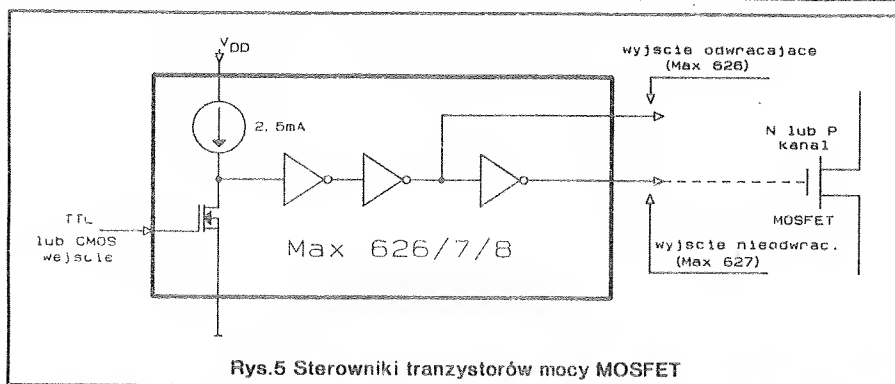 VDD
wyjscie odwracajace
(Max 626)
2.5mA
N lub P
kanal
TTL
lub CMOS
wejscie
Max 626/7/8
MOSFET
wyjscie nieodwrac.
(Max 627)
Rys.5 Sterowniki tranzystorów mocy MOSFET